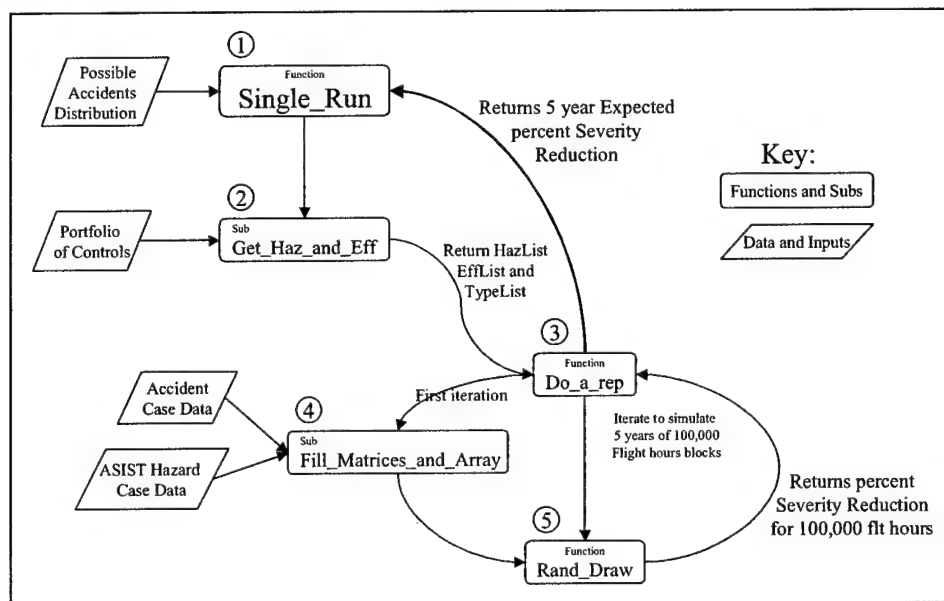 ①
Possible
Accidents
Distribution
Function
Single_Run
Returns 5 year Expected
percent Severity
Reduction
Key:
Functions and Subs
Data and Inputs
②
Portfolio
of Controls
Sub
Get_Haz_and_Eff
Return HazList
EffList and
TypeList
③
Function
Do_a_rep
First iteration
Accident
Case Data
④
Sub
Fill_Matrices_and_Array
ASIST Hazard
Case Data
Iterate to simulate
5 years of 100,000
Flight hours blocks
Returns percent
Severity Reduction
for 100,000 flt hours
⑤
Function
Rand_Draw